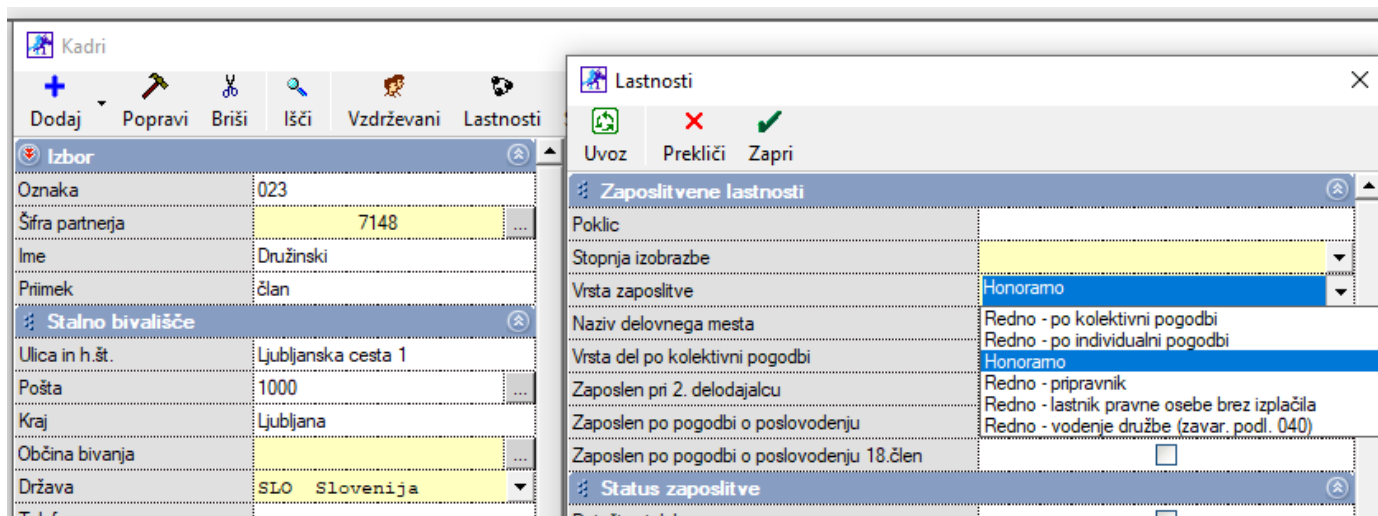 Kadri
Dodaj Popravi Briši Išči Vzdrževani Lastnosti
Izbor
Oznaka 023
Šifra partnerja 7148 ...
Ime Družinski
Priimek član
Stalno bivališče
Ulica in h.št. Ljubljanska cesta 1
Pošta 1000 ...
Kraj Ljubljana
Občina bivanja ...
Država SLO Slovenija
Lastnosti
Uvoz Prekliči Zapri
Zaposlitvene lastnosti
Poklic
Stopnja izobrazbe
Vrsta zaposlitve Honorarno
Redno - po kolektivni pogodbi
Redno - po individualni pogodbi
Honorarno
Redno - pripravnik
Redno - lastnik pravne osebe brez izplačila
Redno - vodenje družbe (zavar. podl. 040)
Naziv delovnega mesta
Vrsta del po kolektivni pogodbi
Zaposlen pri 2. delodajalcu
Zaposlen po pogodbi o poslovodenju
Zaposlen po pogodbi o poslovodenju 18.člen
Status zaposlitve